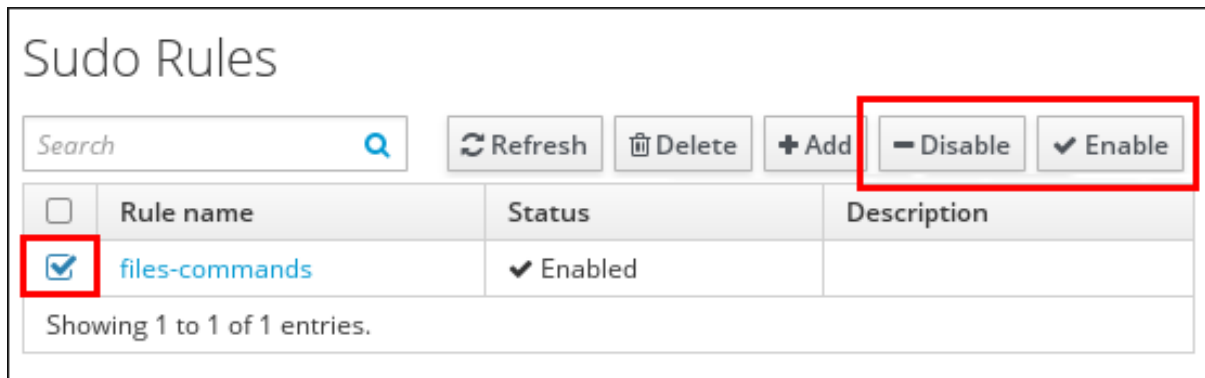 Sudo Rules
Search Refresh Delete Add Disable Enable
Rule name Status Description
files-commands Enabled
Showing 1 to 1 of 1 entries.